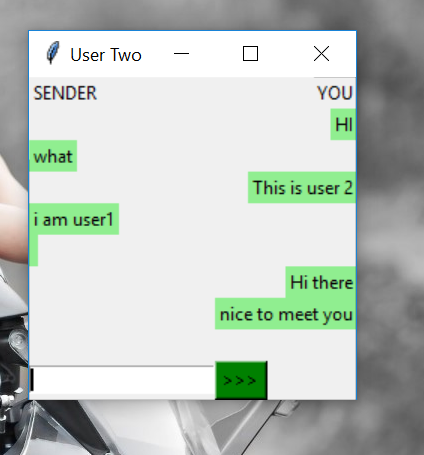 User Two
SENDER YOU
HI
what
This is user 2
i am user1
Hi there
nice to meet you
>>>